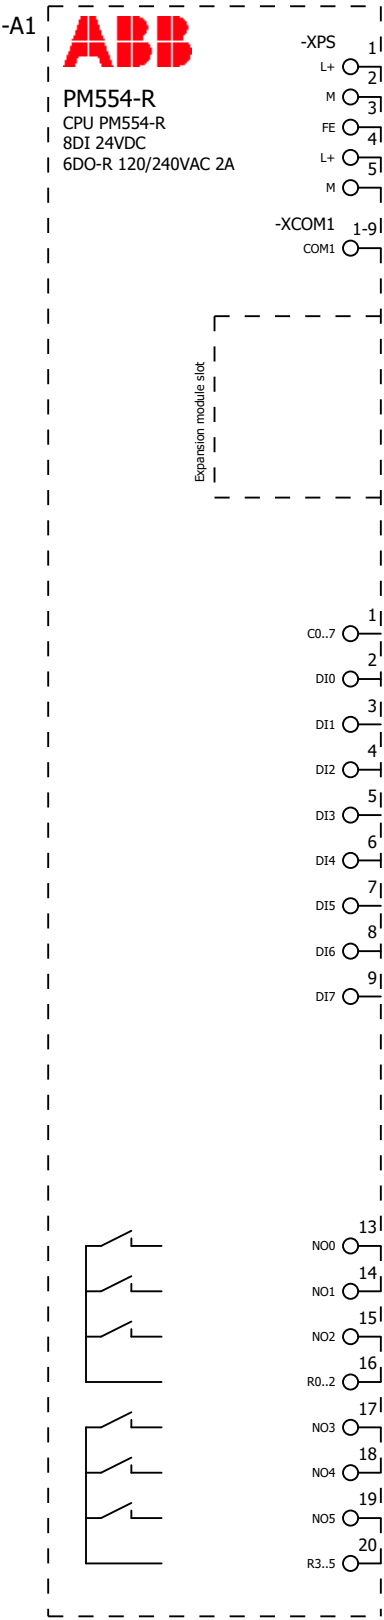 -A1
ABB
PM554-R
CPU PM554-R
8DI 24VDC
6DO-R 120/240VAC 2A
-XPS
L+ 1
M 2
FE 3
L+ 4
M 5
-XCOM1
COM1 1-9
Expansion module slot
C0..7 1
DI0 2
DI1 3
DI2 4
DI3 5
DI4 6
DI5 7
DI6 8
DI7 9
NO0 13
NO1 14
NO2 15
R0..2 16
NO3 17
NO4 18
NO5 19
R3..5 20